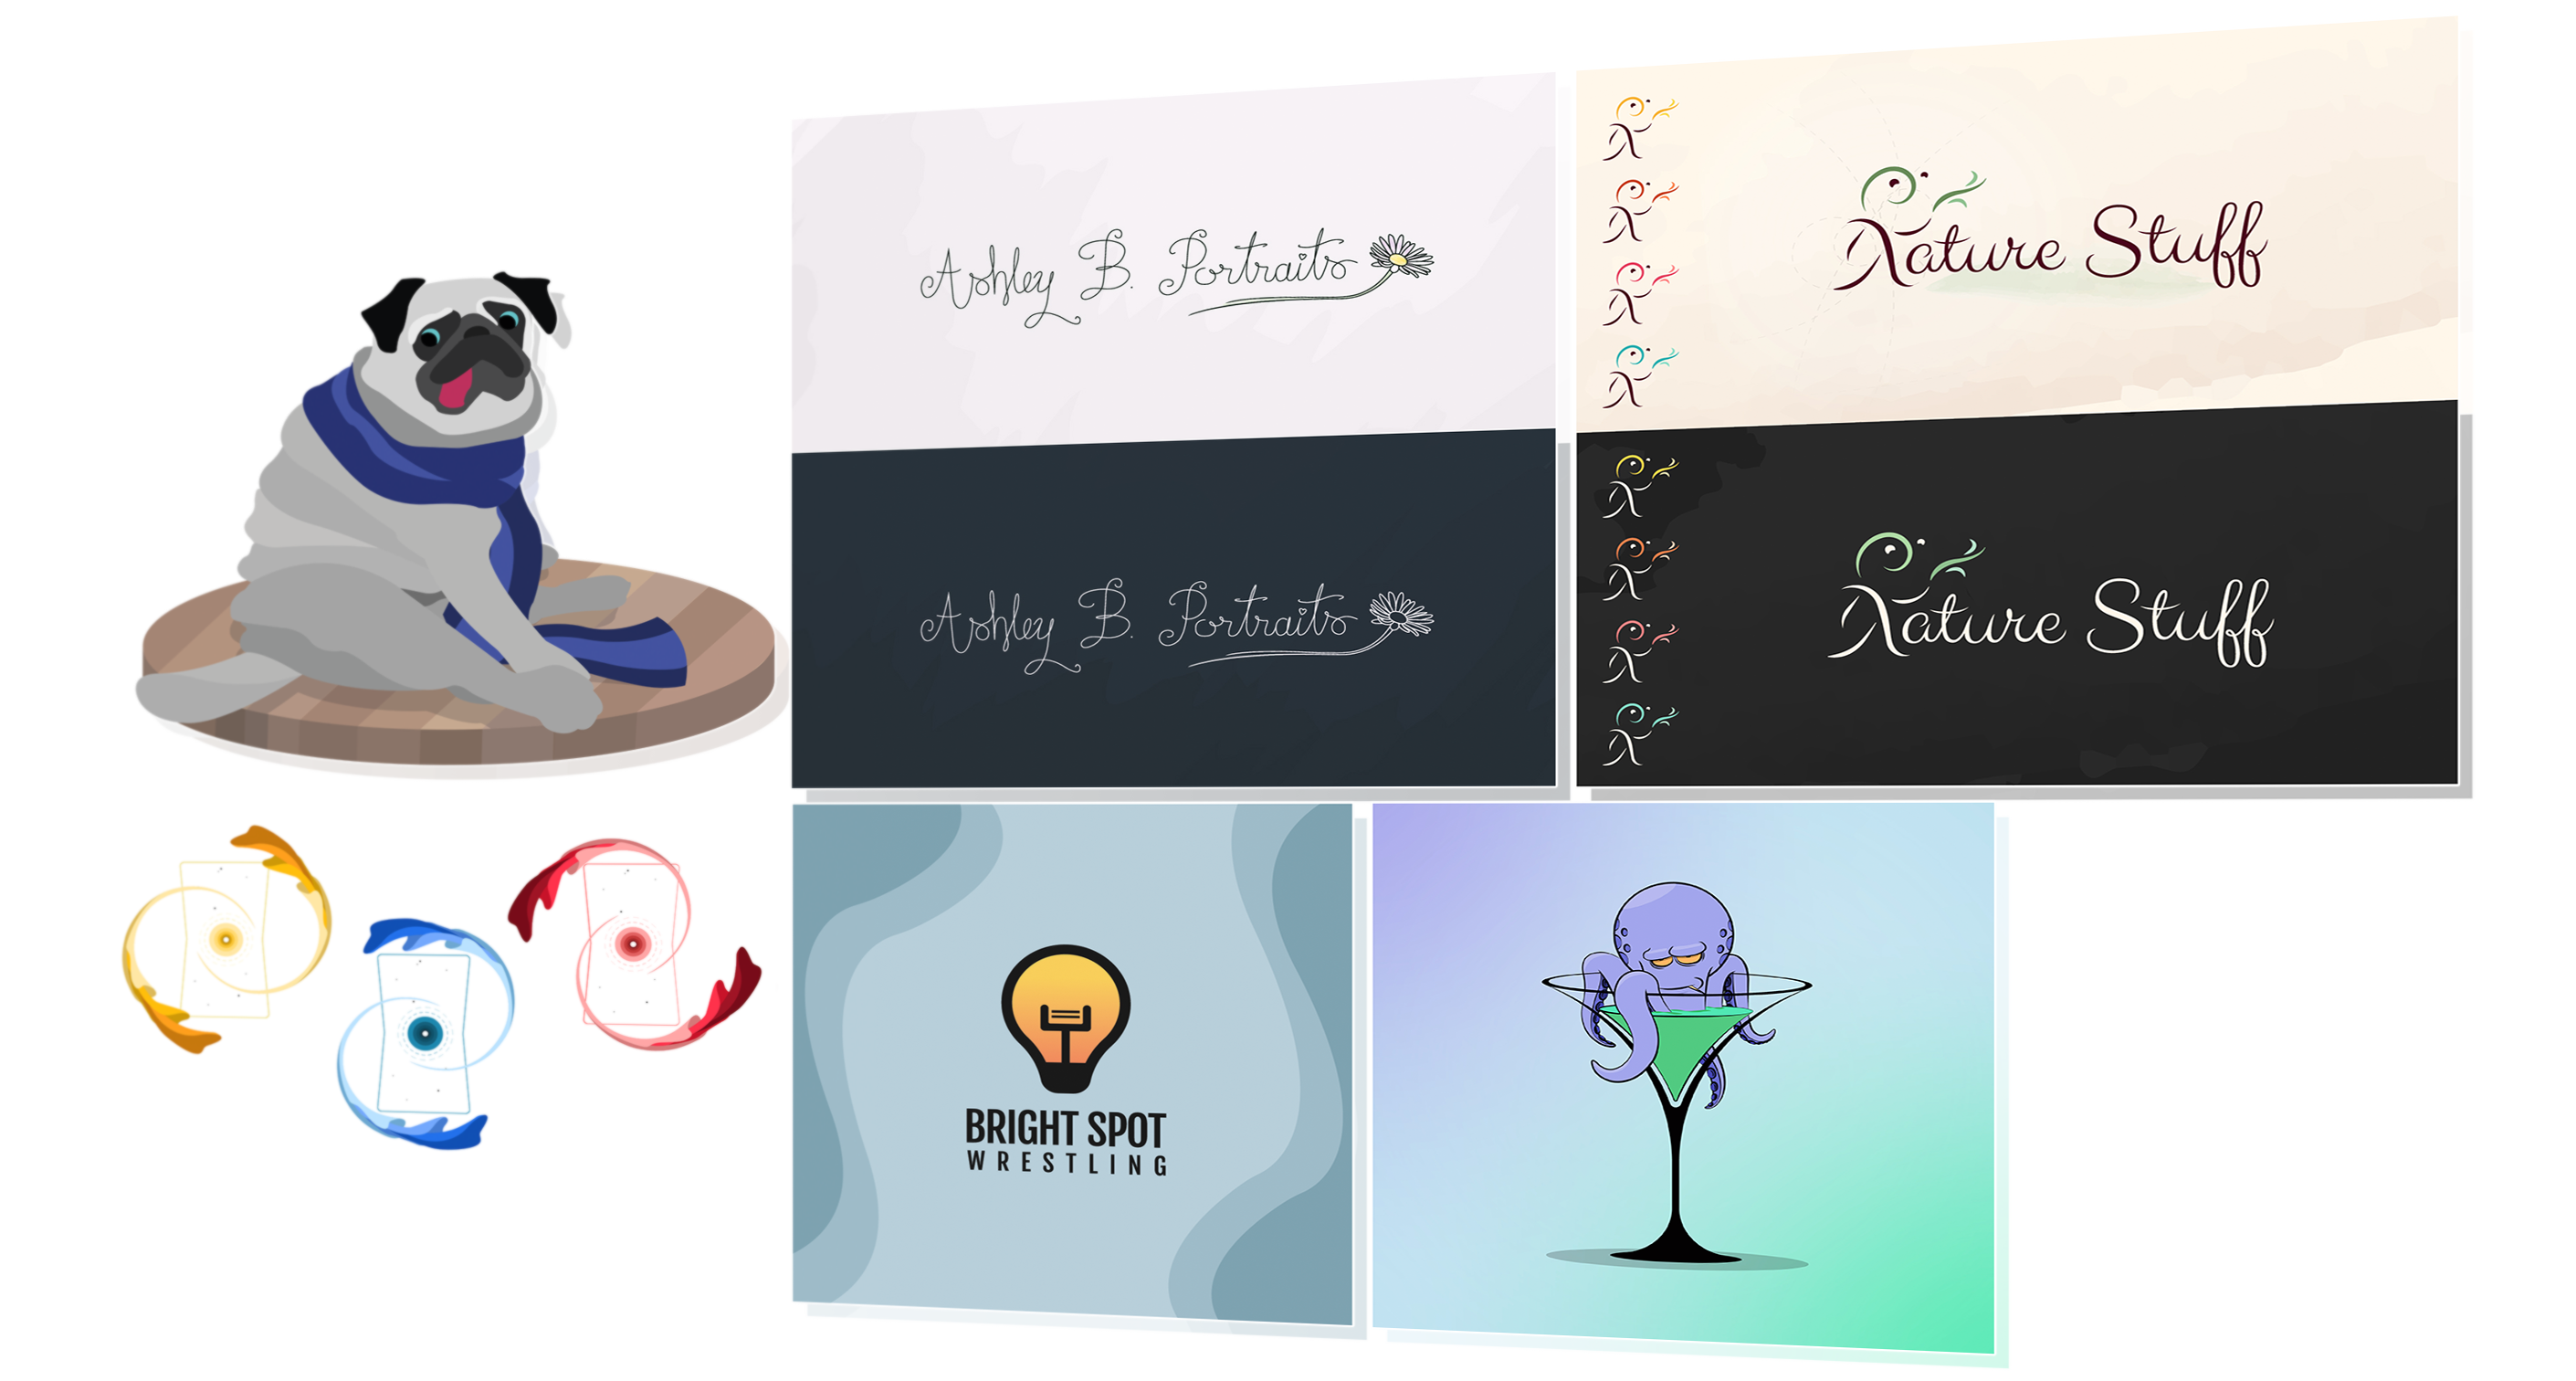 Ashley B. Portraits
Nature Stuff
Ashley B. Portraits
Nature Stuff
BRIGHT SPOT
WRESTLING